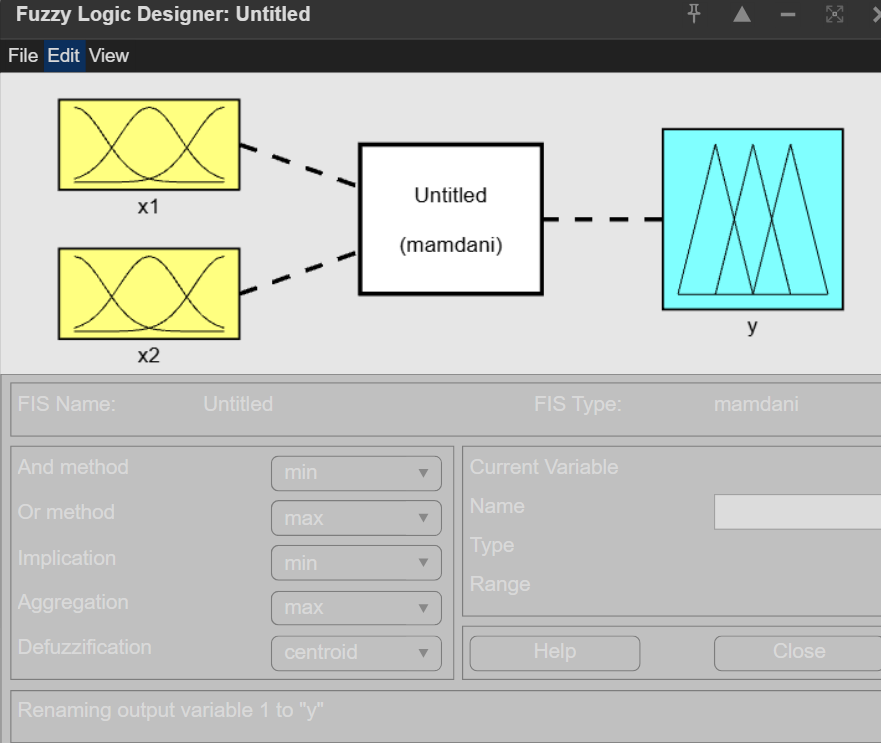 Fuzzy Logic Designer: Untitled
File Edit View
x1
x2
Untitled
(mamdani)
y
FIS Name: Untitled FIS Type: mamdani
And method min
Or method max
Implication min
Aggregation max
Defuzzification centroid
Current Variable
Name
Type
Range
Help Close
Renaming output variable 1 to "y"